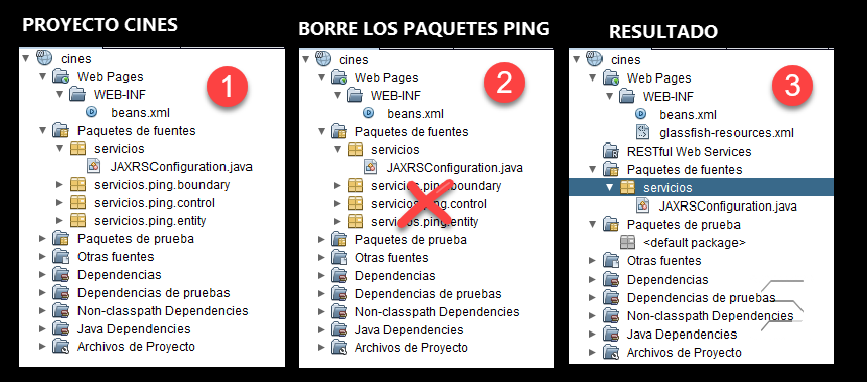 PROYECTO CINES
1
cines
Web Pages
WEB-INF
beans.xml
Paquetes de fuentes
servicios
JAXRSConfiguration.java
servicios.ping.boundary
servicios.ping.control
servicios.ping.entity
Paquetes de prueba
Otras fuentes
Dependencias
Dependencias de pruebas
Non-classpath Dependencies
Java Dependencies
Archivos de Proyecto
BORRE LOS PAQUETES PING
2
cines
Web Pages
WEB-INF
beans.xml
Paquetes de fuentes
servicios
JAXRSConfiguration.java
servicios.ping.boundary
servicios.ping.control
servicios.ping.entity
Paquetes de prueba
Otras fuentes
Dependencias
Dependencias de pruebas
Non-classpath Dependencies
Java Dependencies
Archivos de Proyecto
RESULTADO
3
cines
Web Pages
WEB-INF
beans.xml
glassfish-resources.xml
RESTful Web Services
Paquetes de fuentes
servicios
JAXRSConfiguration.java
Paquetes de prueba
<default package>
Otras fuentes
Dependencias
Dependencias de pruebas
Non-classpath Dependencies
Java Dependencies
Archivos de Proyecto